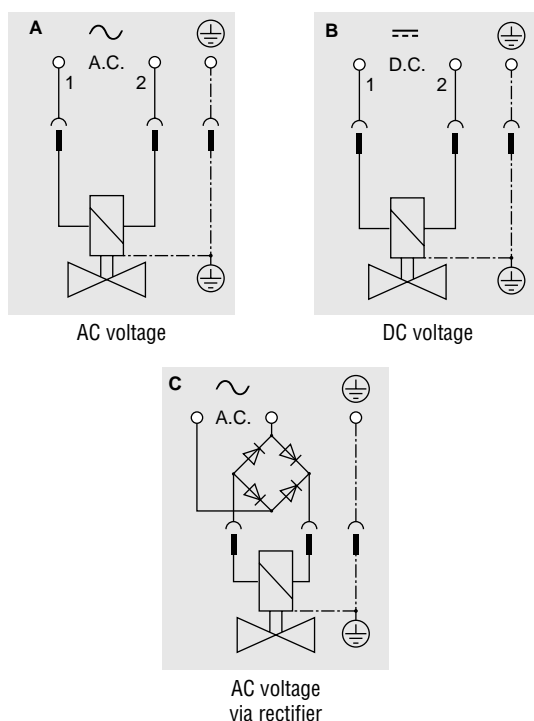 A
A.C.
1 2
AC voltage
B
D.C.
1 2
DC voltage
C
A.C.
AC voltage
via rectifier